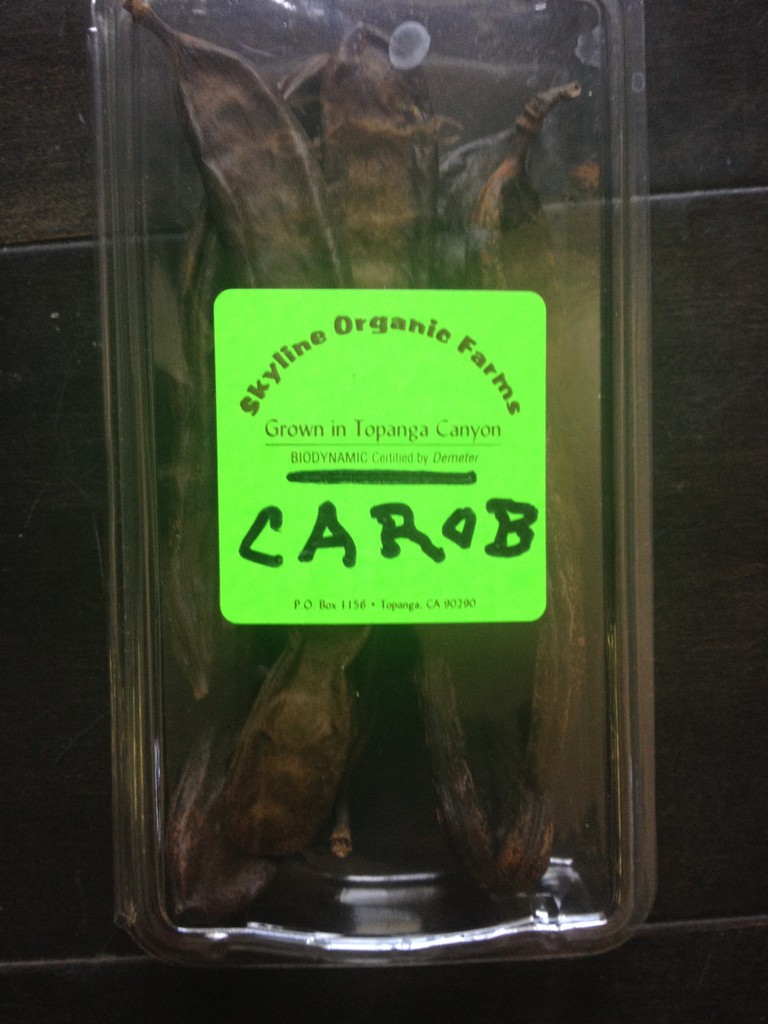 Skyline Organic Farms
Grown in Topanga Canyon
BIODYNAMIC Certified by Demeter
CAROB
P.O. Box 1156 • Topanga, CA 90290